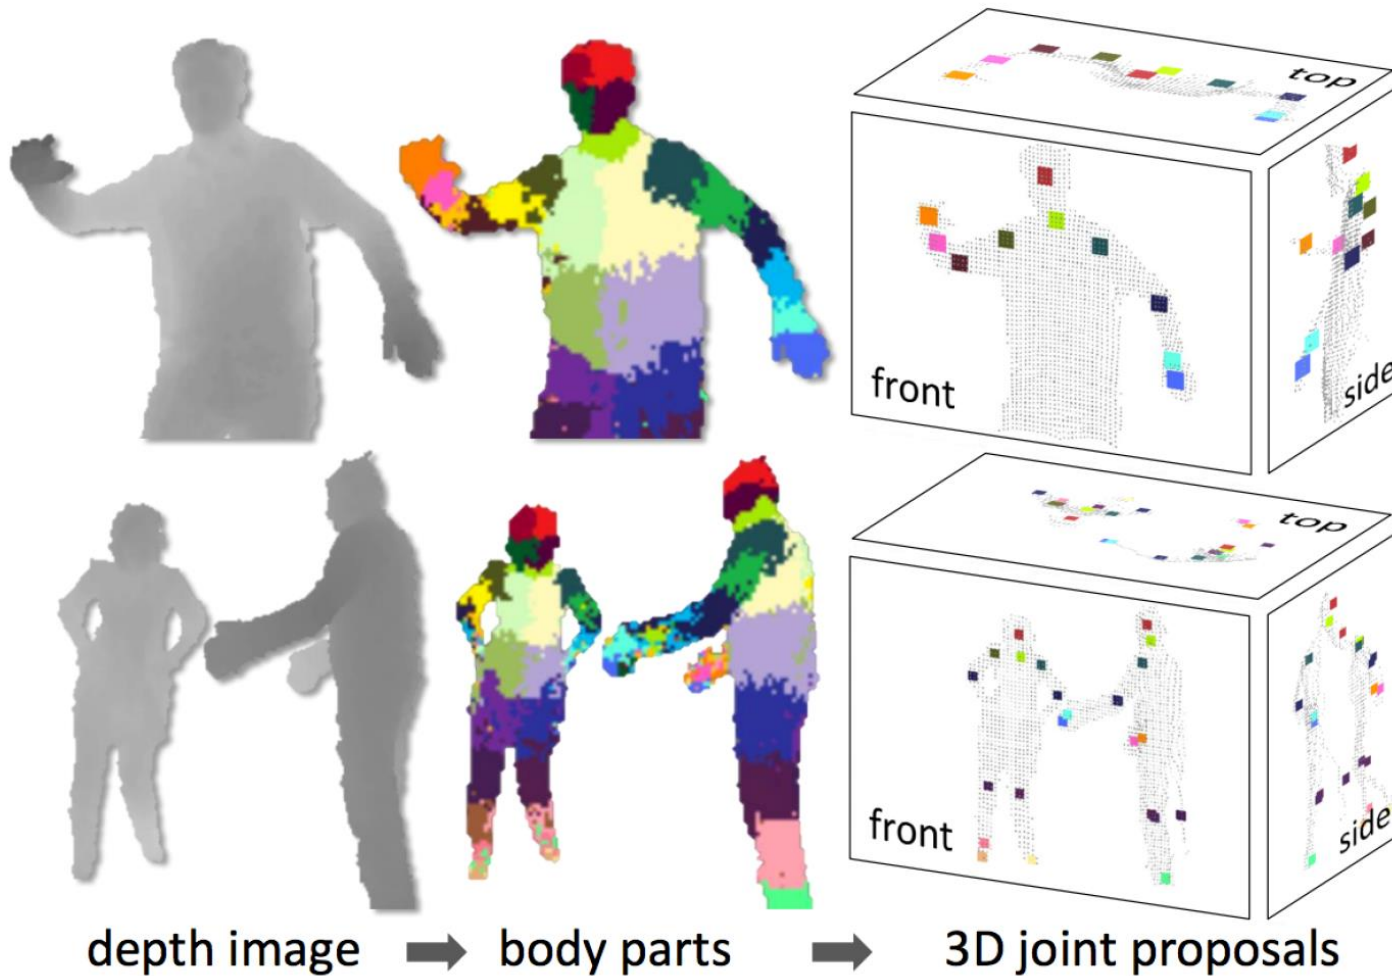 top
front
side
top
front
side
depth image
body parts
3D joint proposals